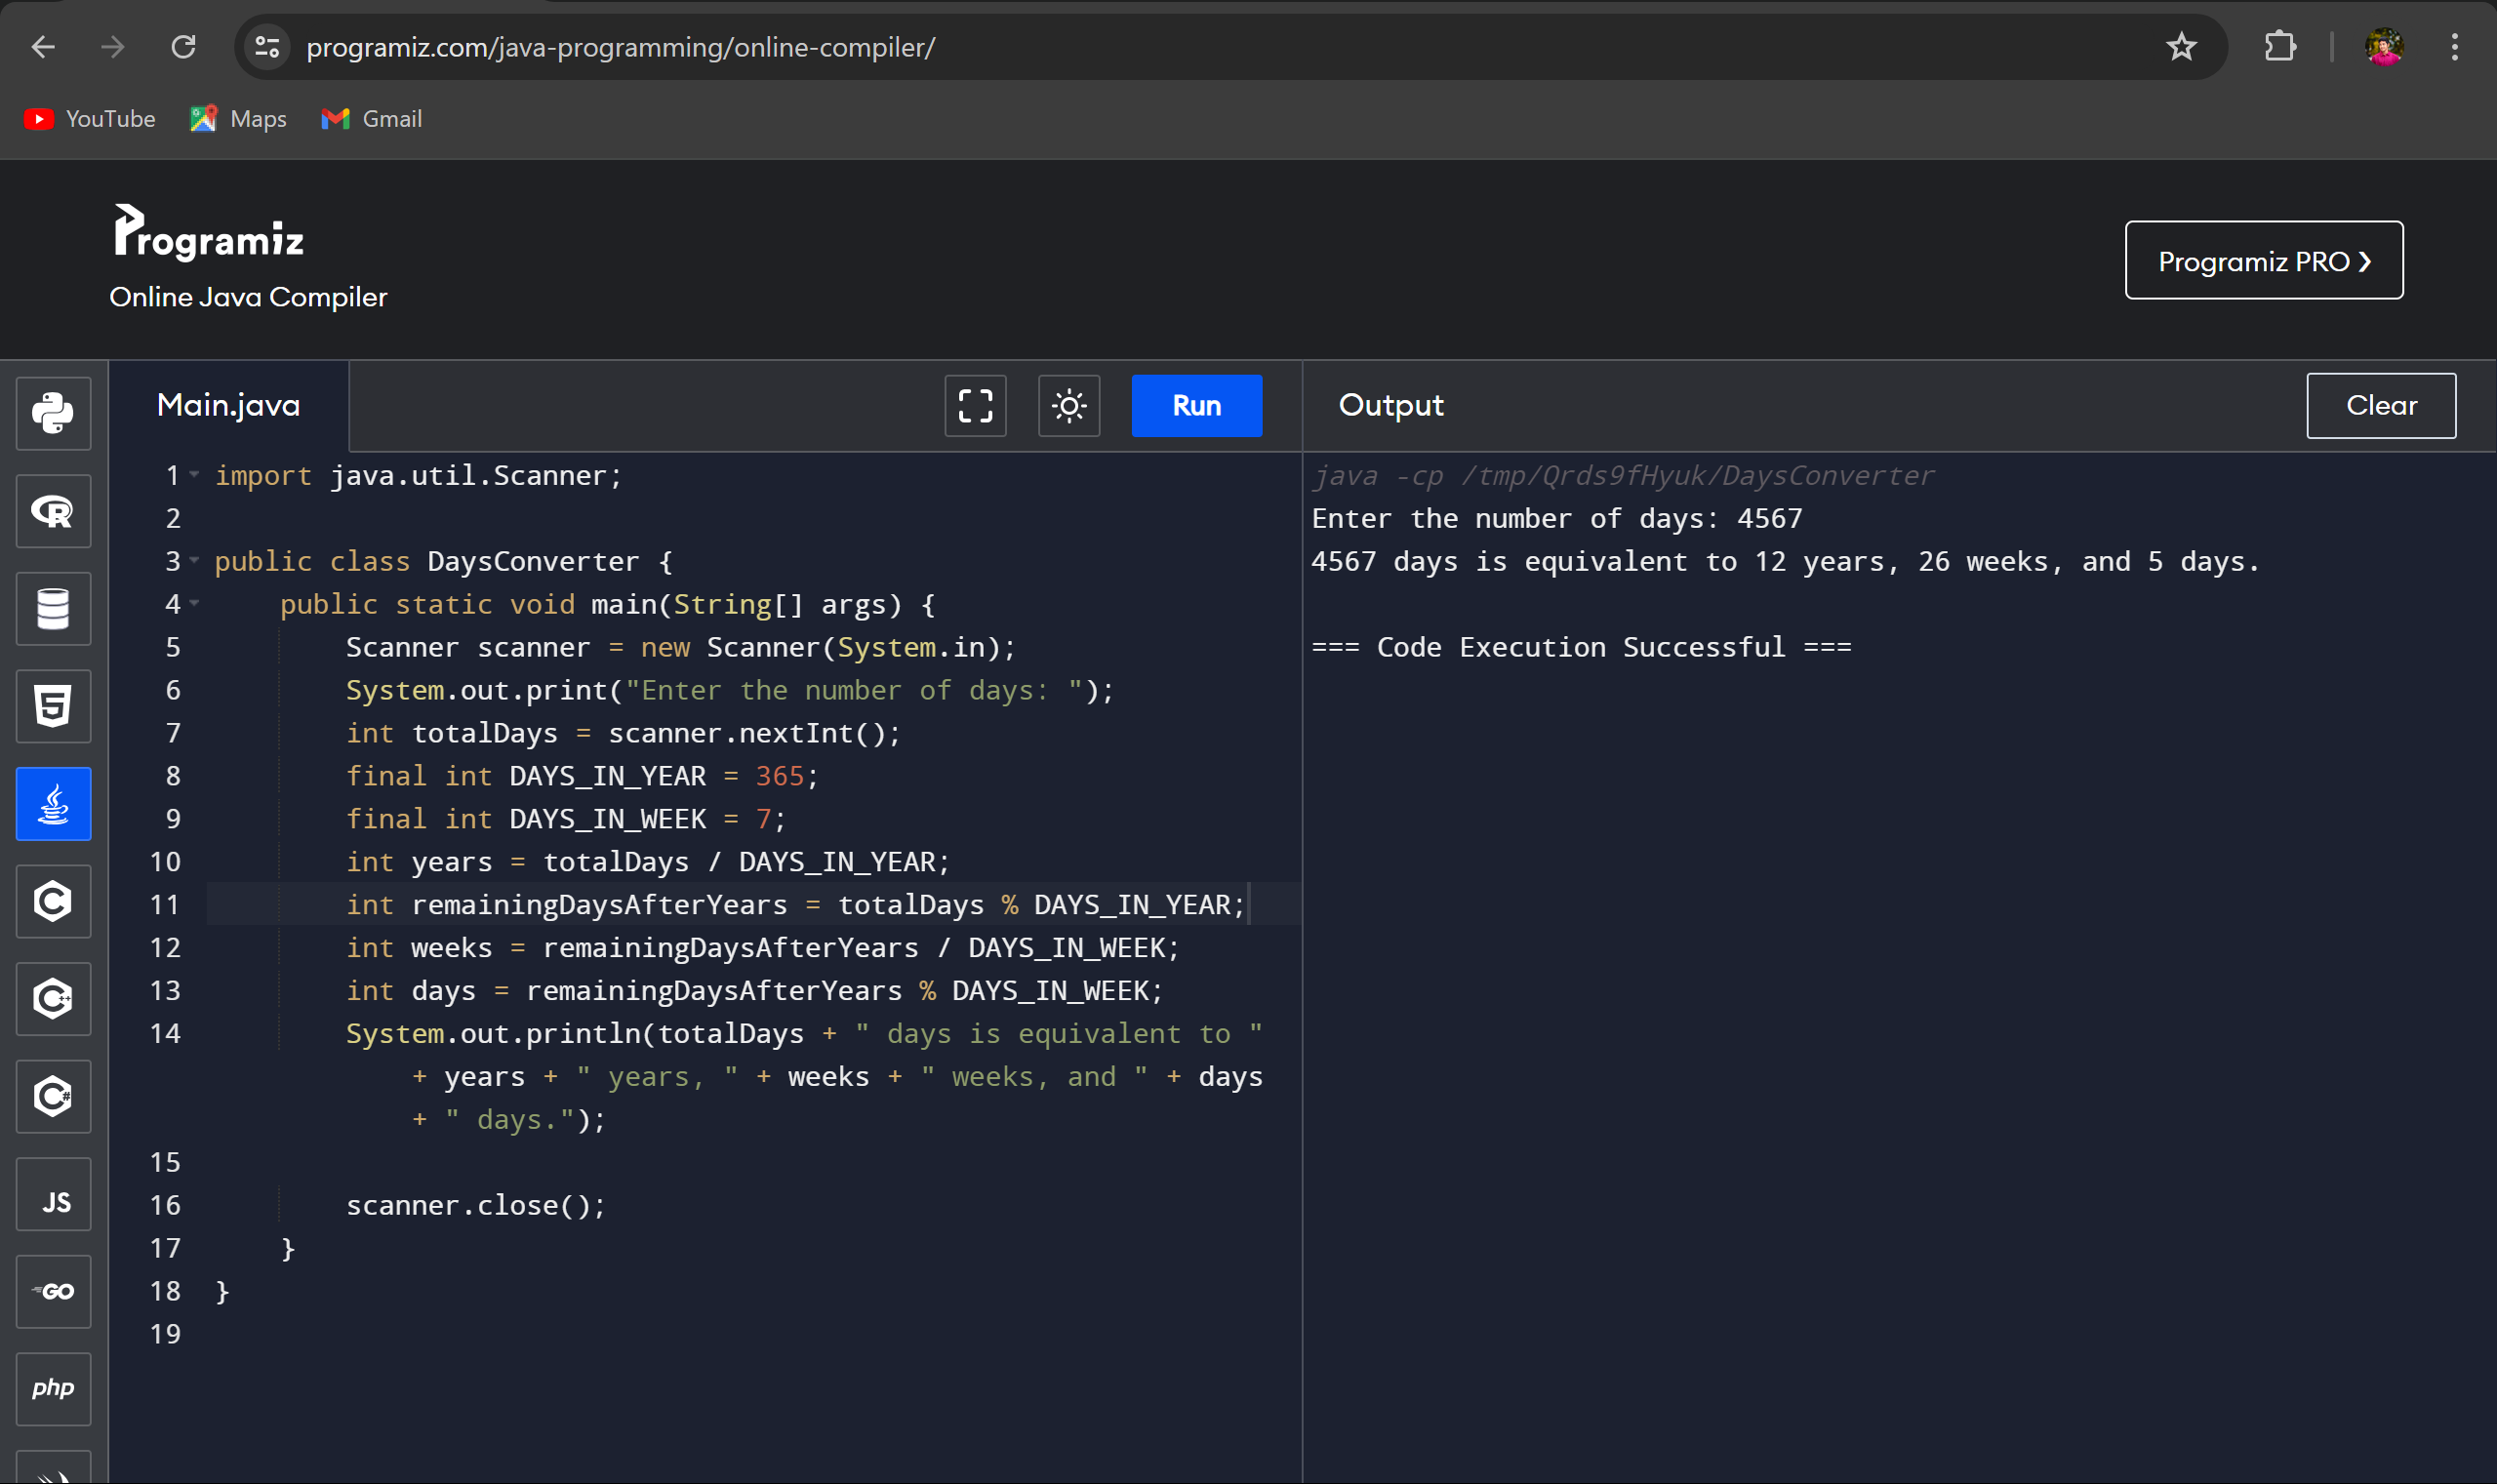 programiz.com/java-programming/online-compiler/
YouTube Maps Gmail
Programiz
Online Java Compiler
Programiz PRO ❯
Main.java
Run
Output
Clear
1 import java.util.Scanner;
2
3 public class DaysConverter {
4     public static void main(String[] args) {
5         Scanner scanner = new Scanner(System.in);
6         System.out.print("Enter the number of days: ");
7         int totalDays = scanner.nextInt();
8         final int DAYS_IN_YEAR = 365;
9         final int DAYS_IN_WEEK = 7;
10         int years = totalDays / DAYS_IN_YEAR;
11         int remainingDaysAfterYears = totalDays % DAYS_IN_YEAR;
12         int weeks = remainingDaysAfterYears / DAYS_IN_WEEK;
13         int days = remainingDaysAfterYears % DAYS_IN_WEEK;
14         System.out.println(totalDays + " days is equivalent to "
            + years + " years, " + weeks + " weeks, and " + days
            + " days.");
15
16         scanner.close();
17     }
18 }
19
java -cp /tmp/Qrds9fHyuk/DaysConverter
Enter the number of days: 4567
4567 days is equivalent to 12 years, 26 weeks, and 5 days.
=== Code Execution Successful ===
R
5
C
C++
C#
JS
GO
php